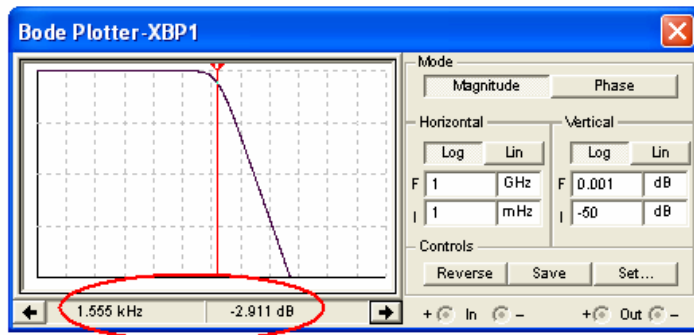 Bode Plotter-XBP1
Mode
Magnitude Phase
Horizontal Vertical
Log Lin Log Lin
F 1 GHz F 0.001 dB
I 1 mHz I -50 dB
Controls
Reverse Save Set...
1.555 kHz -2.911 dB + In - + Out -